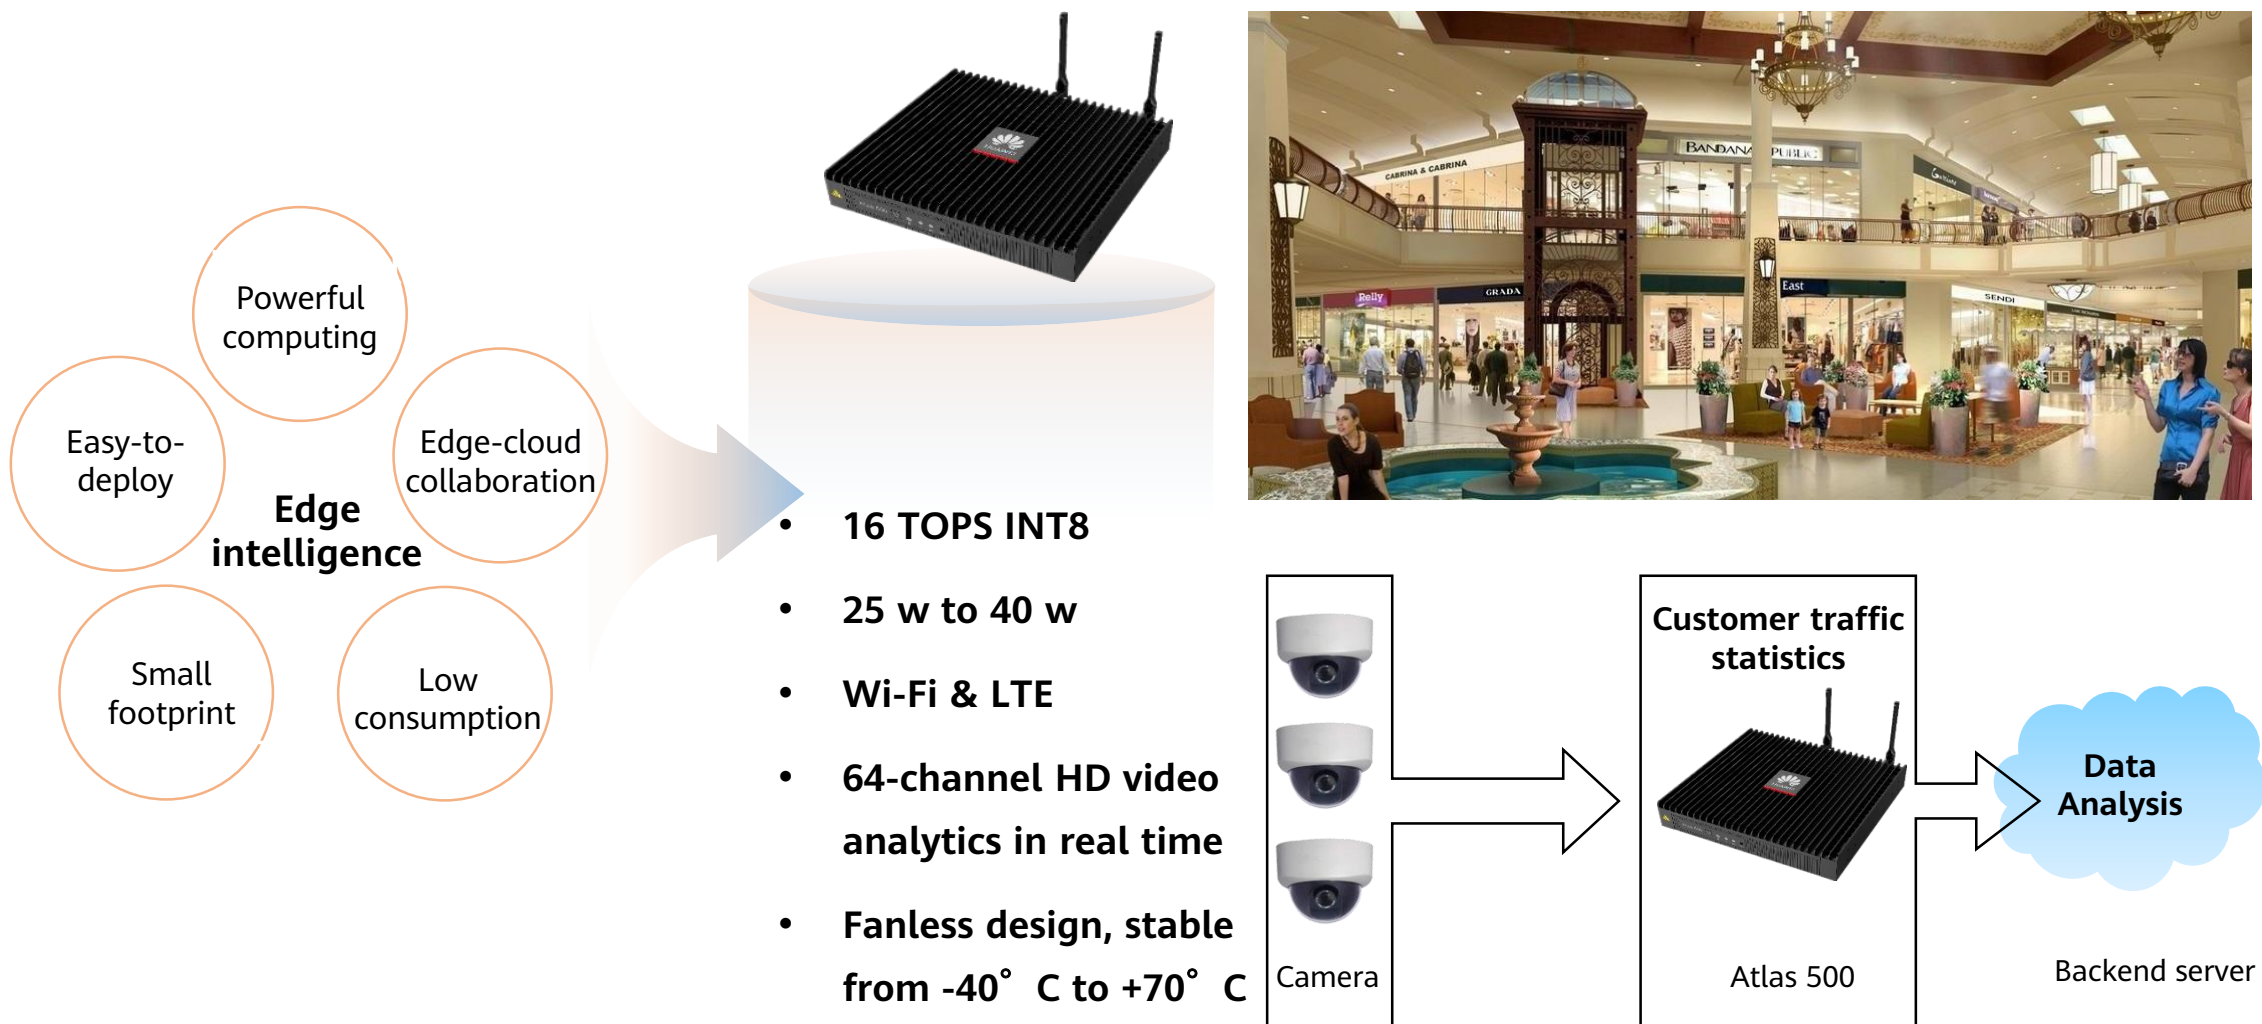 Powerful
computing
Easy-to-
deploy
Edge-cloud
collaboration
Edge
intelligence
Small
footprint
Low
consumption
HUAWEI
• 16 TOPS INT8
• 25 w to 40 w
• Wi-Fi & LTE
• 64-channel HD video
analytics in real time
• Fanless design, stable
from -40° C to +70° C
CABRINA & CABRINA
BANDANA
PUBLIC
Relly
GRADA
East
SENDI
Camera
Customer traffic
statistics
HUAWEI
Atlas 500
Data
Analysis
Backend server